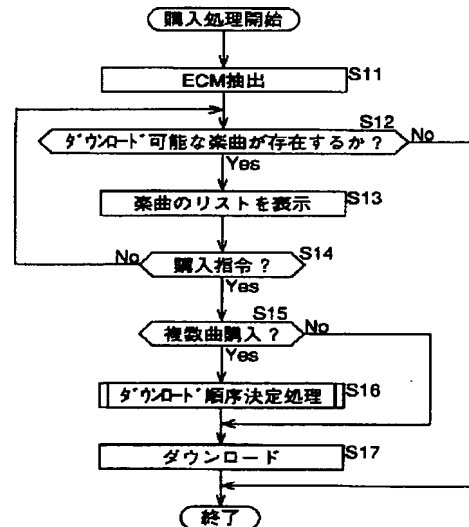 購入処理開始
ECM抽出
S11
ダウンロード可能な楽曲が存在するか?
S12
No
Yes
楽曲のリストを表示
S13
No
購入指令?
S14
Yes
複数曲購入?
S15
No
Yes
ダウンロード順序決定処理
S16
ダウンロード
S17
終了